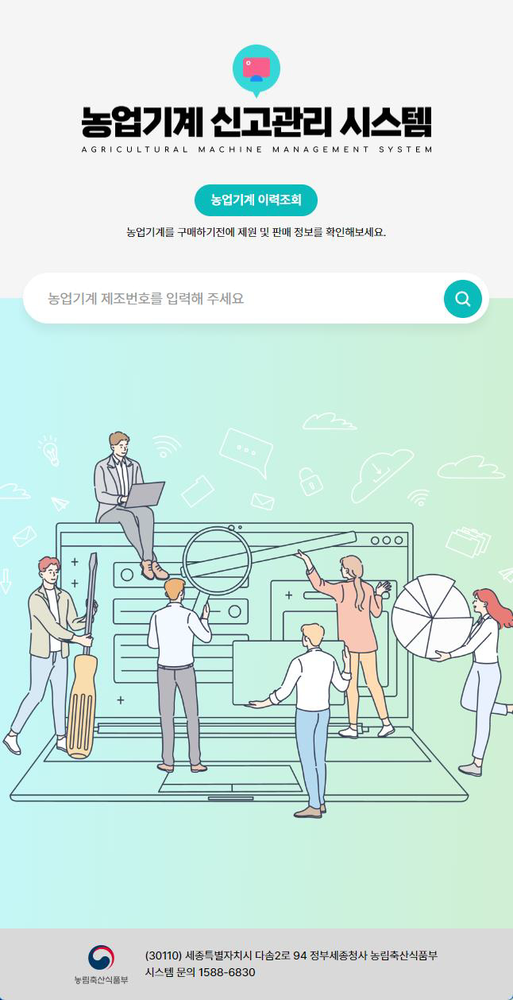 농업기계 신고관리 시스템
AGRICULTURAL MACHINE MANAGEMENT SYSTEM
농업기계 이력조회
농업기계를 구매하기전에 제원 및 판매 정보를 확인해보세요.
농업기계 제조번호를 입력해 주세요
농림축산식품부
(30110) 세종특별자치시 다솜2로 94 정부세종청사 농림축산식품부
시스템 문의 1588-6830